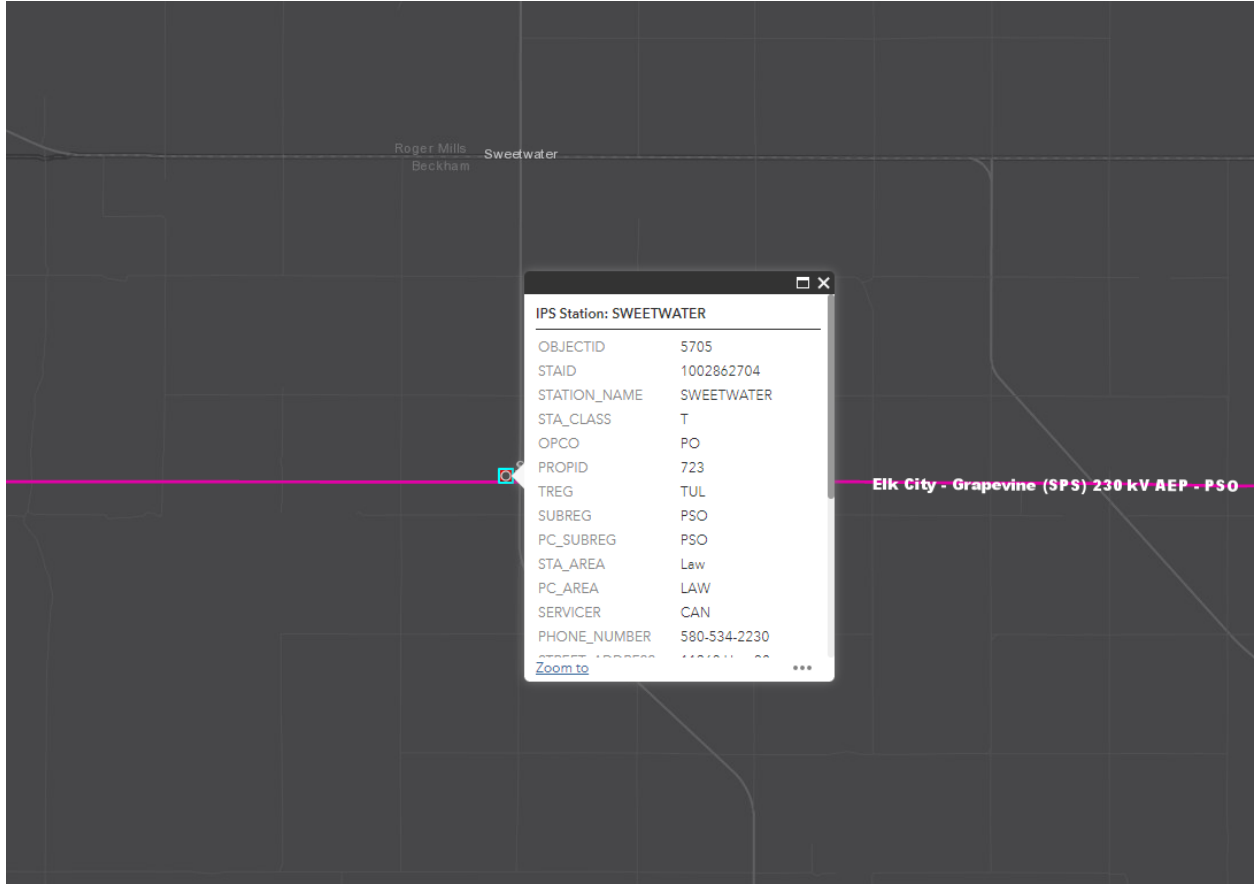 Roger Mills
Sweetwater
Beckham
IPS Station: SWEETWATER
OBJECTID 5705
STAID 1002862704
STATION_NAME SWEETWATER
STA_CLASS T
OPCO PO
PROPID 723
TREG TUL
SUBREG PSO
PC_SUBREG PSO
STA_AREA Law
PC_AREA LAW
SERVICER CAN
PHONE_NUMBER 580-534-2230
Zoom to
Elk City - Grapevine (SPS) 230 kV AEP - PSO